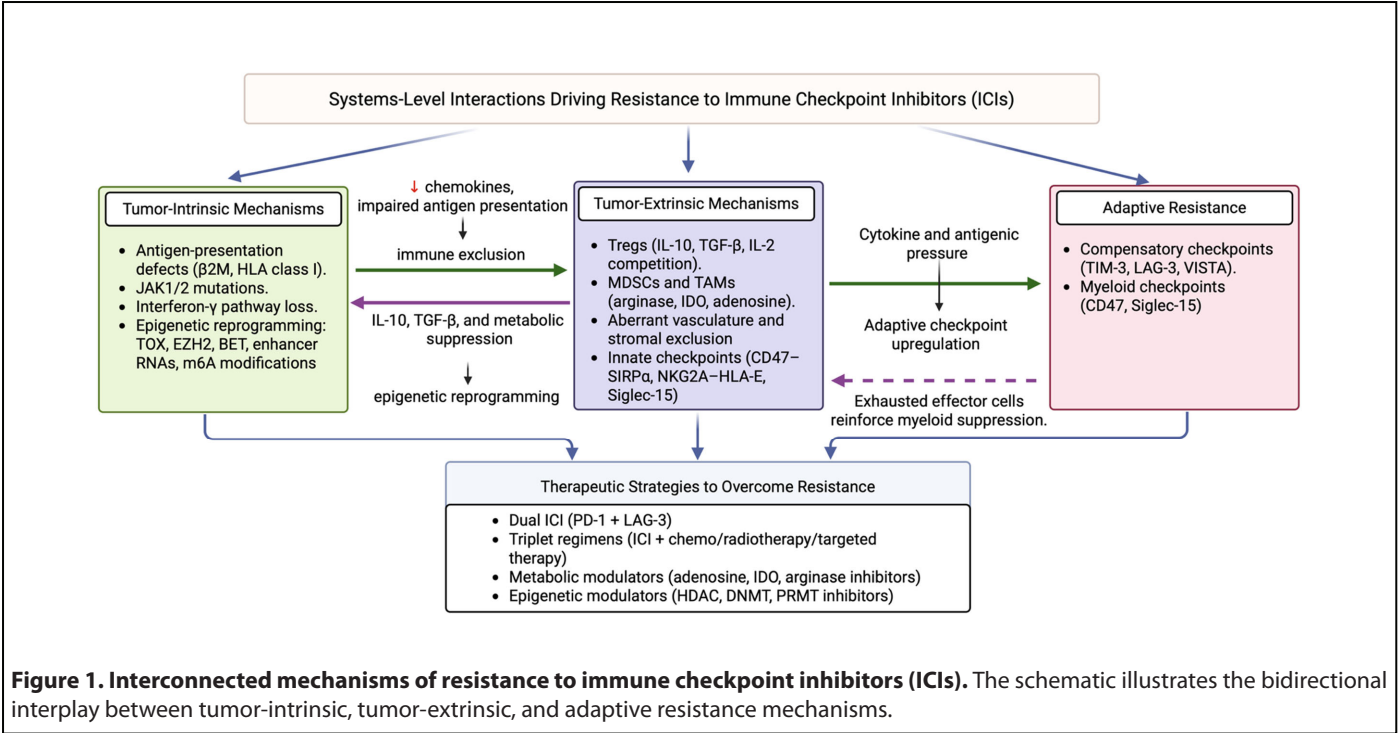 Systems-Level Interactions Driving Resistance to Immune Checkpoint Inhibitors (ICIs)
Tumor-Intrinsic Mechanisms
• Antigen-presentation
defects (β2M, HLA class I).
• JAK1/2 mutations.
• Interferon-γ pathway loss.
• Epigenetic reprogramming:
TOX, EZH2, BET, enhancer
RNAs, m6A modifications
↓ chemokines,
impaired antigen presentation
immune exclusion
IL-10, TGF-β, and metabolic
suppression
epigenetic reprogramming
Tumor-Extrinsic Mechanisms
• Tregs (IL-10, TGF-β, IL-2
competition).
• MDSCs and TAMs
(arginase, IDO, adenosine).
• Aberrant vasculature and
stromal exclusion
• Innate checkpoints (CD47–
SIRPα, NKG2A–HLA-E,
Siglec-15)
Cytokine and antigenic
pressure
Adaptive checkpoint
upregulation
Exhausted effector cells
reinforce myeloid suppression.
Adaptive Resistance
• Compensatory checkpoints
(TIM-3, LAG-3, VISTA).
• Myeloid checkpoints
(CD47, Siglec-15)
Therapeutic Strategies to Overcome Resistance
• Dual ICI (PD-1 + LAG-3)
• Triplet regimens (ICI + chemo/radiotherapy/targeted
therapy)
• Metabolic modulators (adenosine, IDO, arginase inhibitors)
• Epigenetic modulators (HDAC, DNMT, PRMT inhibitors)
Figure 1. Interconnected mechanisms of resistance to immune checkpoint inhibitors (ICIs). The schematic illustrates the bidirectional
interplay between tumor-intrinsic, tumor-extrinsic, and adaptive resistance mechanisms.